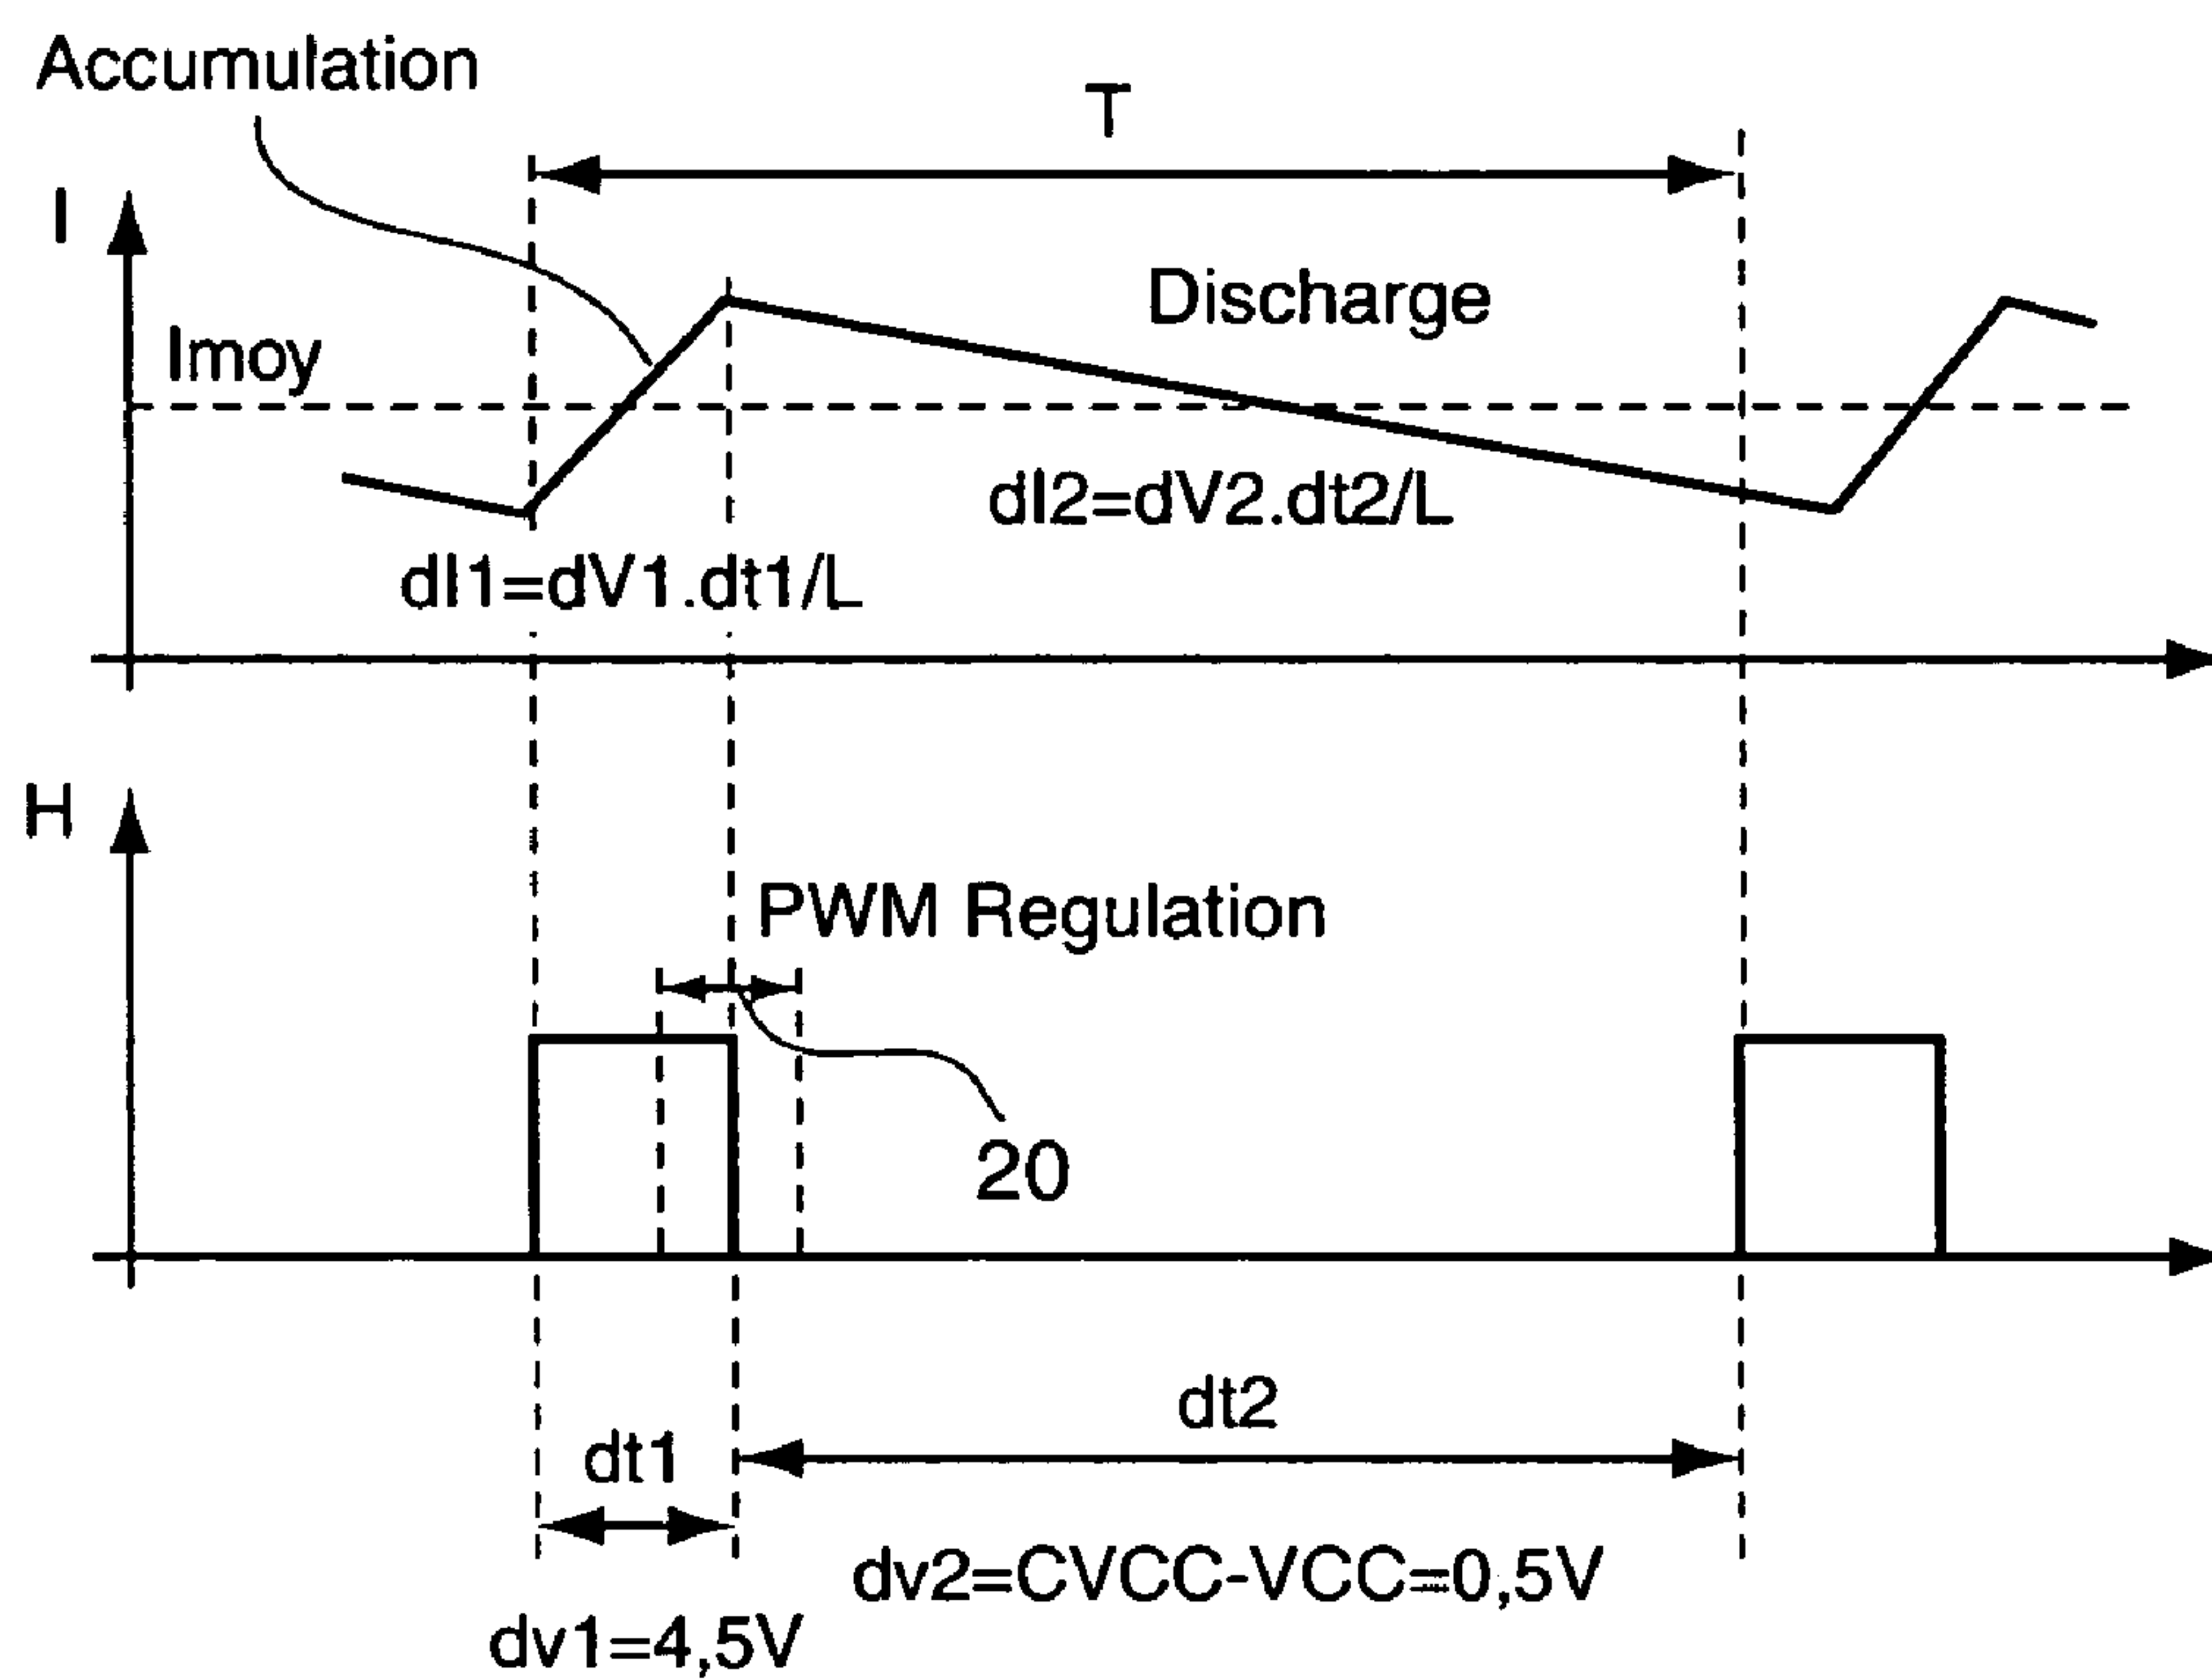 Accumulation
T
I
Discharge
Imoy
dI2=dV2.dt2/L
dI1=dV1.dt1/L
H
PWM Regulation
20
dt2
dt1
dv2=CVCC-VCC=0,5V
dv1=4,5V